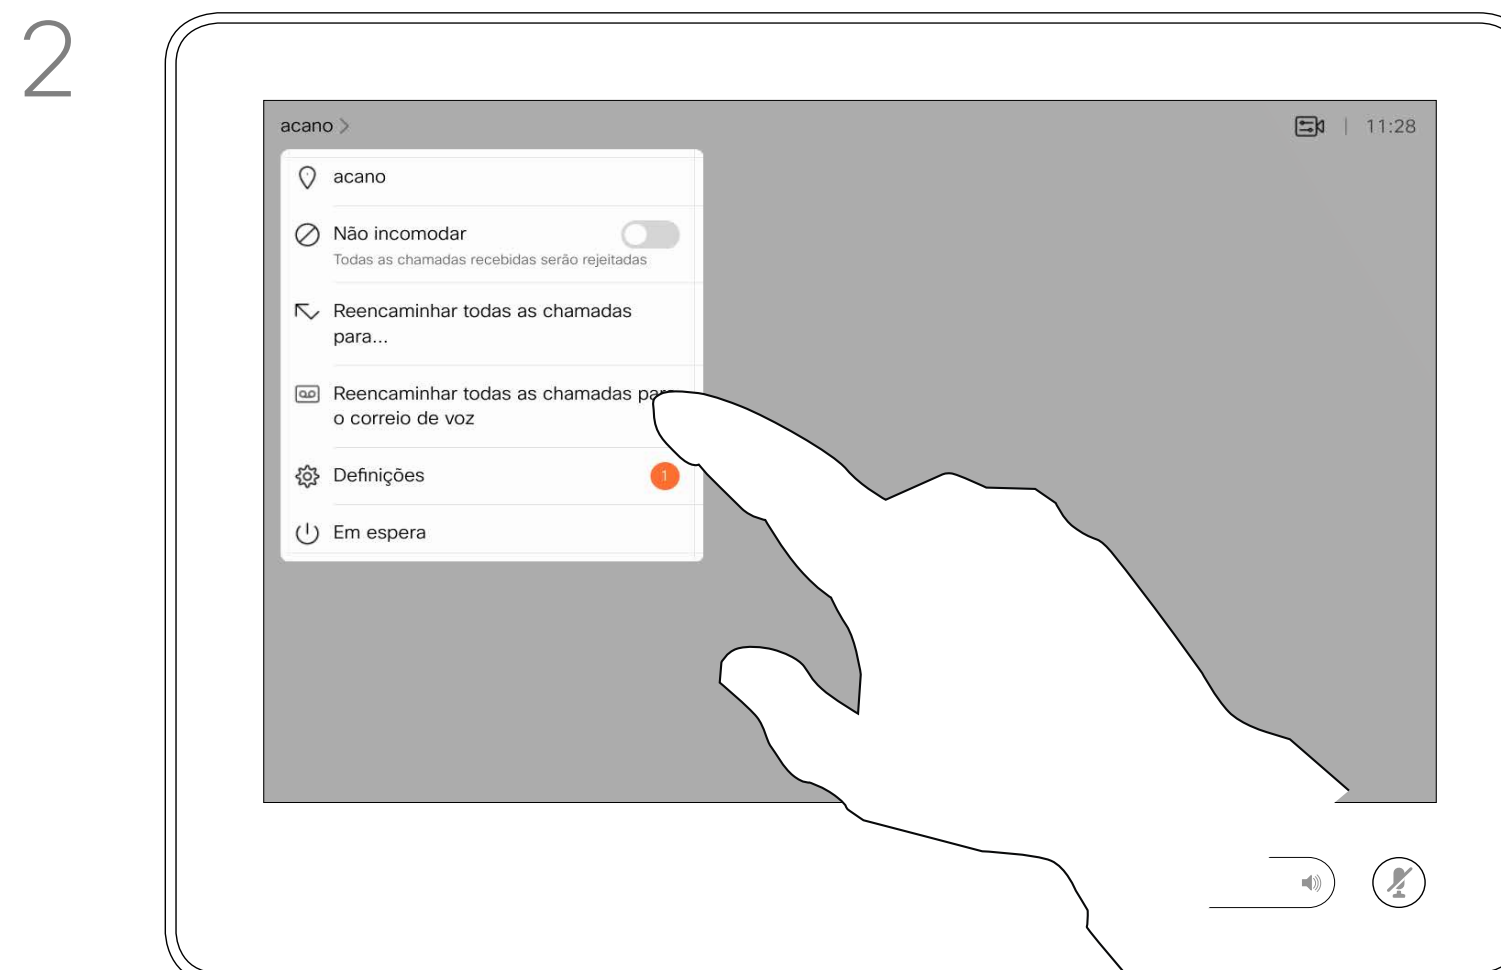 2
acano
11:28
acano
Não incomodar
Todas as chamadas recebidas serão rejeitadas
Reencaminhar todas as chamadas
para...
Reencaminhar todas as chamadas
o correio de voz
Definições
1
Em espera